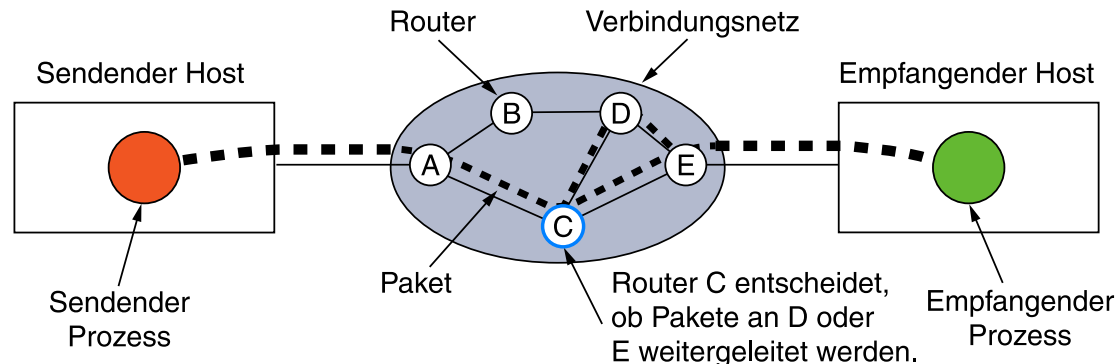 Router
Verbindungsnetz
Sendender Host
Empfangender Host
B
D
A
E
C
Paket
Sendender
Prozess
Router C entscheidet,
ob Pakete an D oder
E weitergeleitet werden.
Empfangender
Prozess